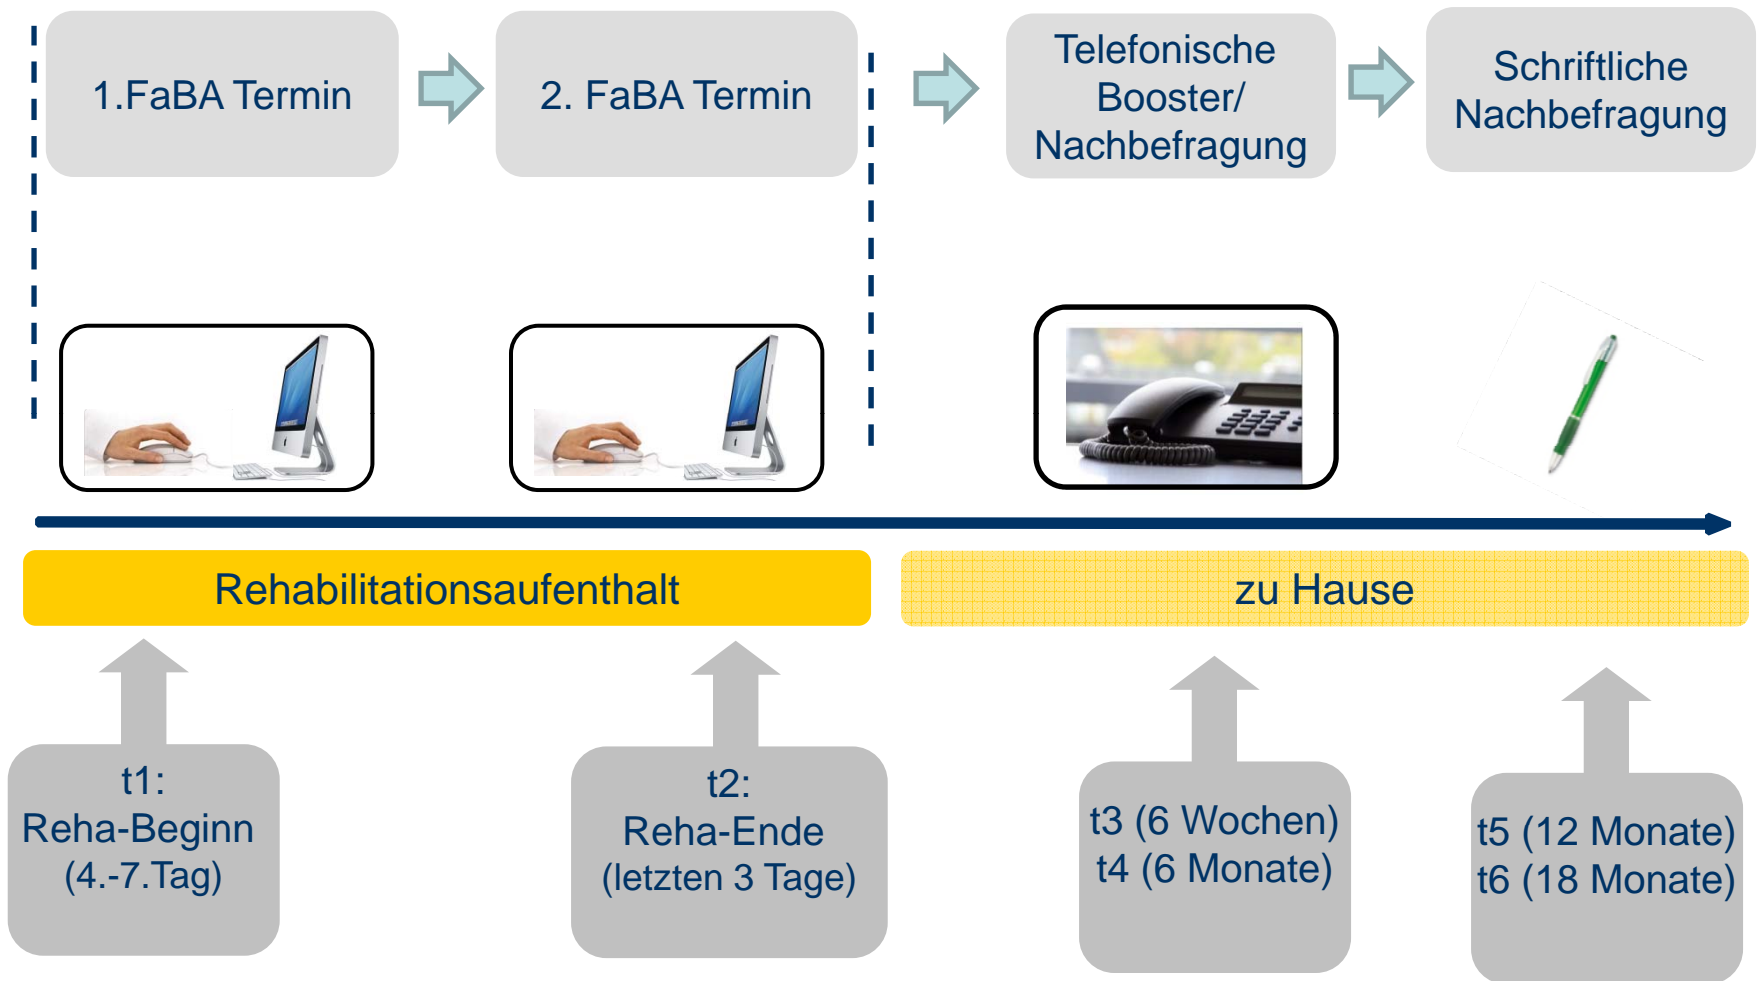 1.FaBA Termin
2. FaBA Termin
Telefonische
Booster/
Nachbefragung
Schriftliche
Nachbefragung
Rehabilitationsaufenthalt
zu Hause
t1:
Reha-Beginn
(4.-7.Tag)
t2:
Reha-Ende
(letzten 3 Tage)
t3 (6 Wochen)
t4 (6 Monate)
t5 (12 Monate)
t6 (18 Monate)